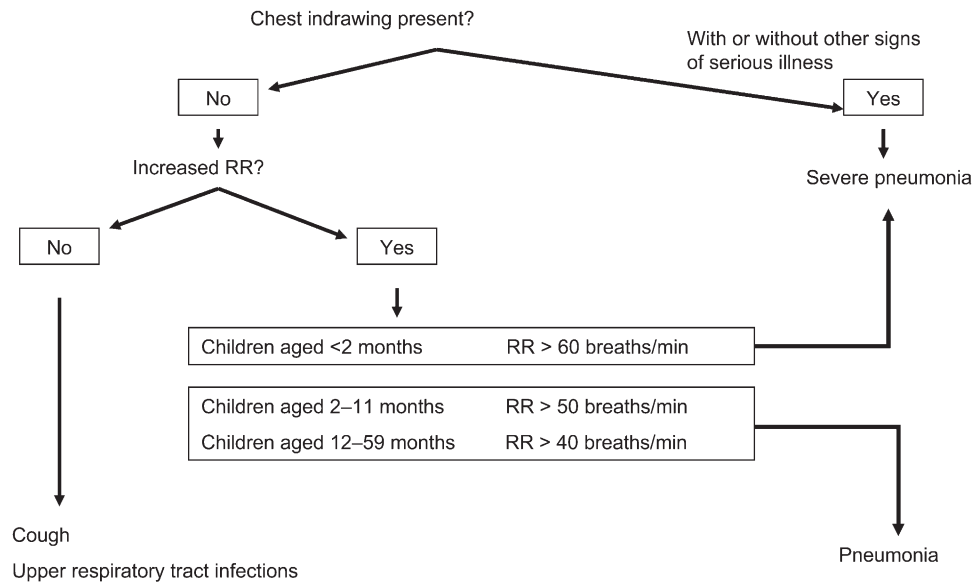 Chest indrawing present?
With or without other signs
of serious illness
No
Yes
Increased RR?
Severe pneumonia
No
Yes
Children aged <2 months RR > 60 breaths/min
Children aged 2–11 months RR > 50 breaths/min
Children aged 12–59 months RR > 40 breaths/min
Cough
Upper respiratory tract infections
Pneumonia